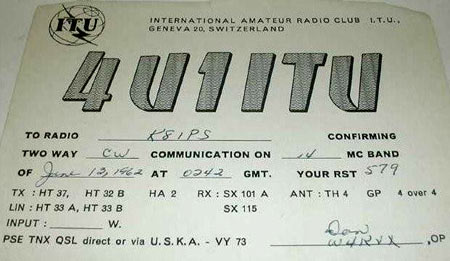 ITU
INTERNATIONAL AMATEUR RADIO CLUB I.T.U.,
GENEVA 20, SWITZERLAND
4U1ITU
TO RADIO K8IPS CONFIRMING
TWO WAY CW COMMUNICATION ON 14 MC BAND
OF June 12, 1962 AT 0242 GMT. YOUR RST 579
TX : HT 37, HT 32 B HA 2 RX : SX 101 A ANT : TH 4 GP 4 over 4
LIN : HT 33 A, HT 33 B SX 115
INPUT : ______ W. Don
PSE TNX QSL direct or via U.S.K.A. - VY 73 W4RVX, OP